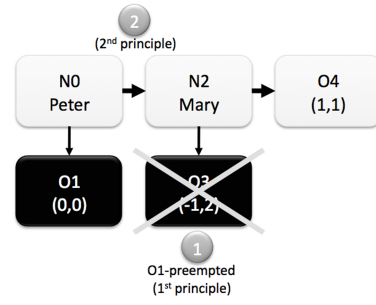 2
(2nd principle)
N0
Peter
N2
Mary
O4
(1,1)
O1
(0,0)
O3
(-1,2)
1
O1-preempted
(1st principle)